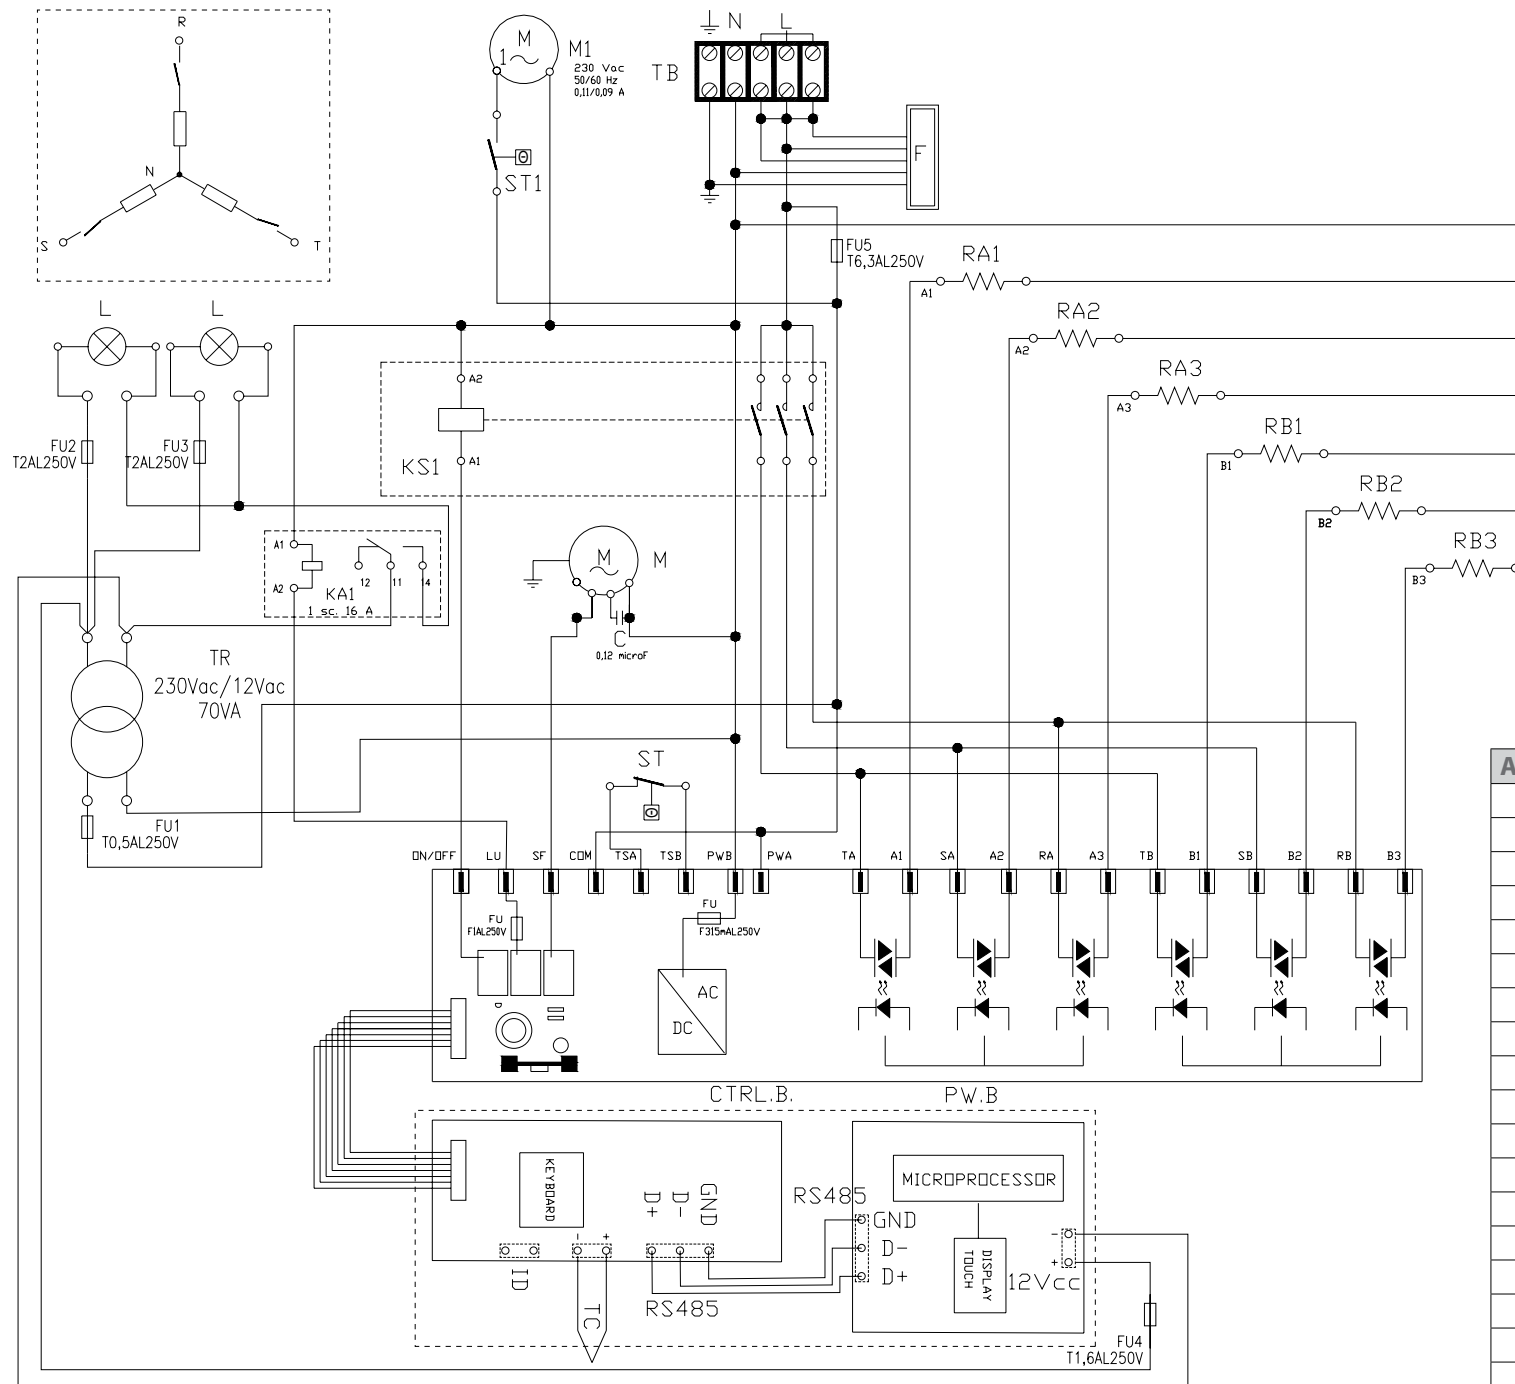 R
N
S
T
M
1
M1
230 Vac
50/60 Hz
0,11/0,09 A
ST1
N
L
TB
F
FU5
T6,3AL250V
RA1
A1
RA2
A2
RA3
A3
RB1
B1
RB2
B2
RB3
B3
L
L
FU2
T2AL250V
FU3
T2AL250V
A2
KS1
A1
A1
A2
12
11
14
KA1
1 sc. 16 A
M
M
C
0,12 microF
TR
230Vac/12Vac
70VA
FU1
T0,5AL250V
ST
A
ON/OFF
LU
SF
COM
TSA
TSB
PWB
PWA
TA
A1
SA
A2
RA
A3
TB
B1
SB
B2
RB
B3
FU
F1AL250V
FU
F315mAL250V
AC
DC
CTRL.B.
PW.B
KEYBOARD
D+
D-
GND
- +
ID
TC
RS485
RS485
MICROPROCESSOR
GND
D-
D+
DISPLAY
TOUCH
-
+
12Vcc
FU4
T1,6AL250V